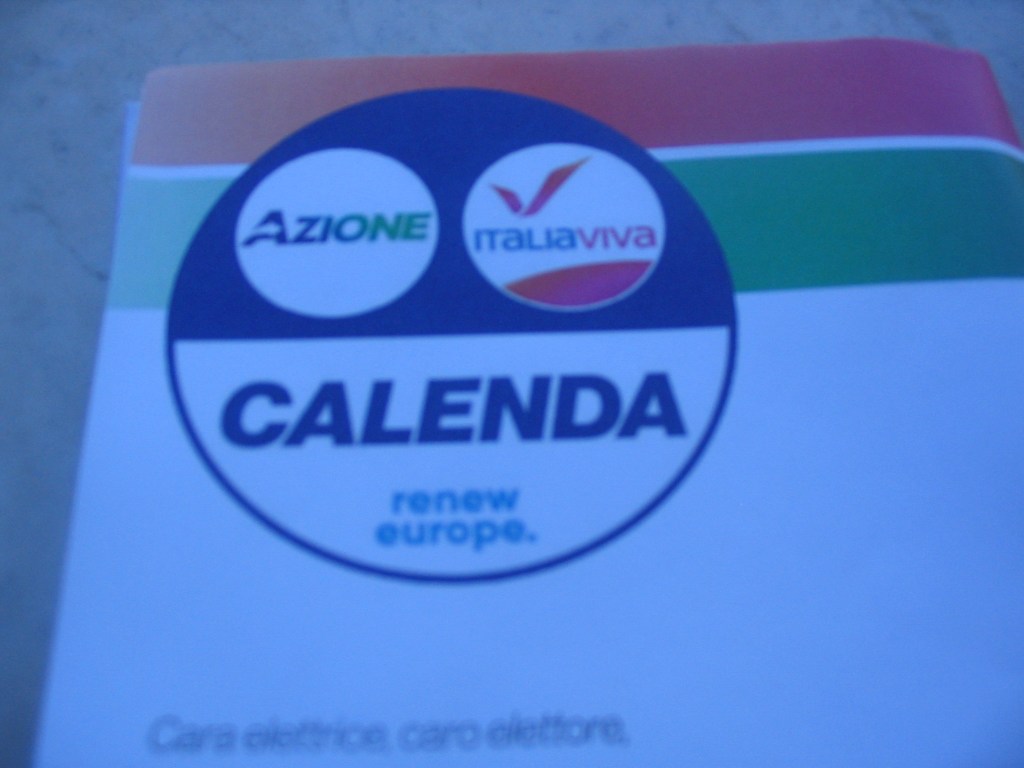 AZIONE
ITALIAVIVA
CALENDA
renew
europe.
Cara elettrice, caro elettore,